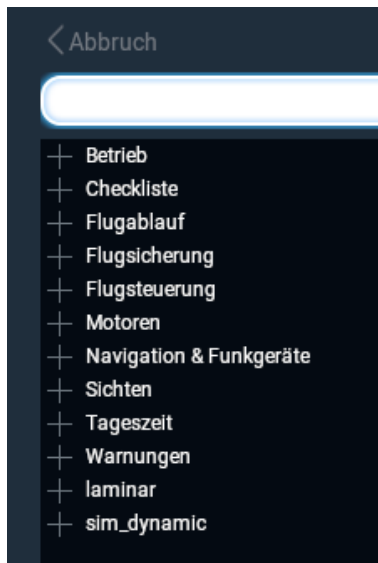 Abbruch
Betrieb
Checkliste
Flugablauf
Flugsicherung
Flugsteuerung
Motoren
Navigation & Funkgeräte
Sichten
Tageszeit
Warnungen
laminar
sim_dynamic